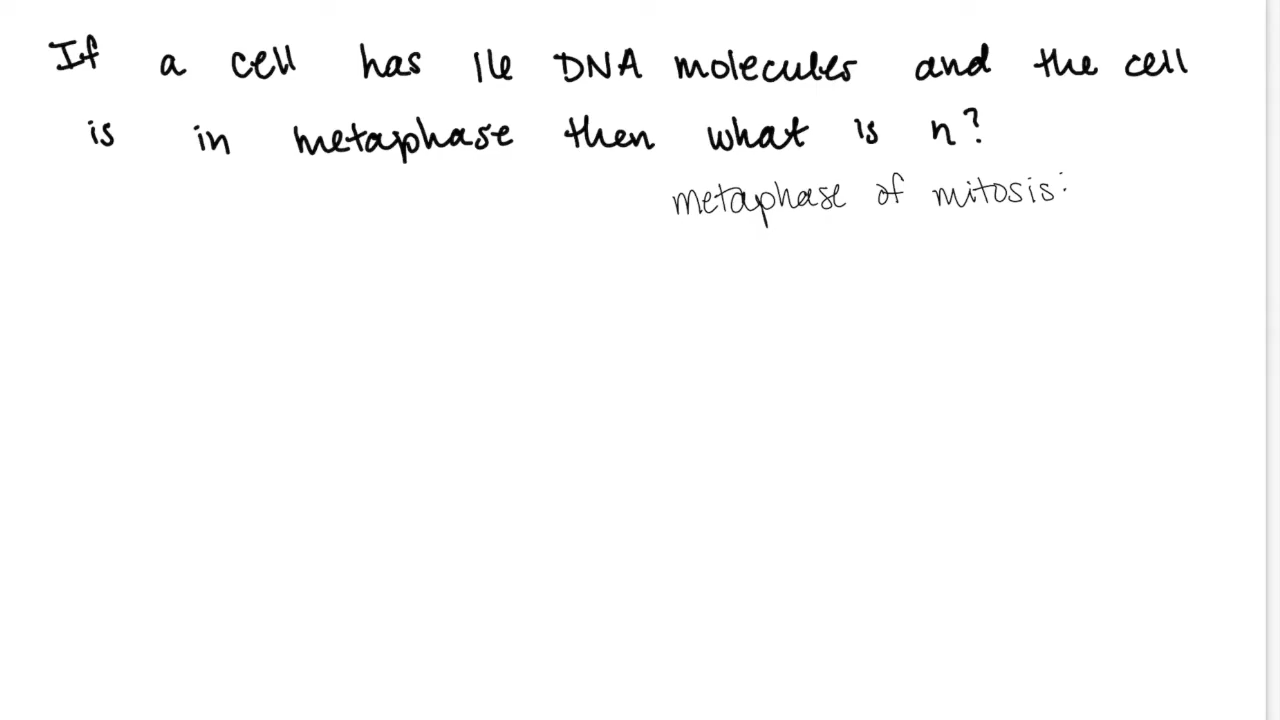 If a cell has 16 DNA molecules and the cell
is in metaphase then what is n?
metaphase of mitosis: